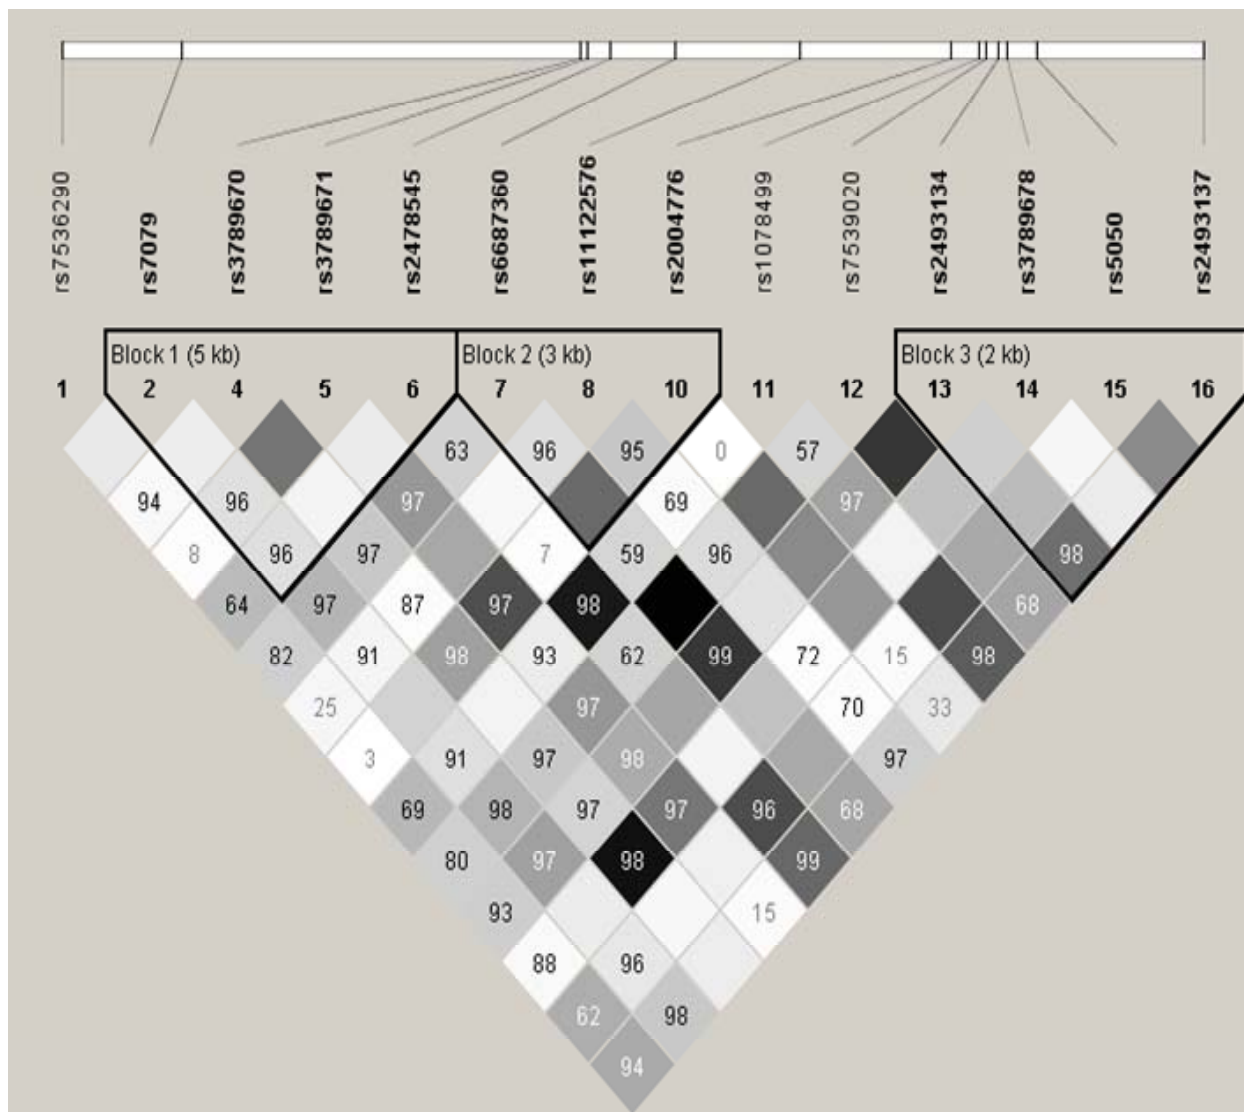 rs7536290
rs7079
rs3789670
rs3789671
rs2478545
rs6687360
rs11122576
rs2004776
rs1078499
rs7539020
rs2493134
rs3789678
rs5050
rs2493137
Block 1 (5 kb) Block 2 (3 kb) Block 3 (2 kb)
1 2 4 5 6 7 8 10 11 12 13 14 15 16
63 96 95 0 57
94 96 97 69 97
8 96 97 7 59 96 98
64 97 87 97 98 68
82 91 98 93 62 99 72 15 98
25 97 70 33
3 91 97 98 97
69 98 97 97 96 68
80 97 98 99
93 15
88 96
62 98
94